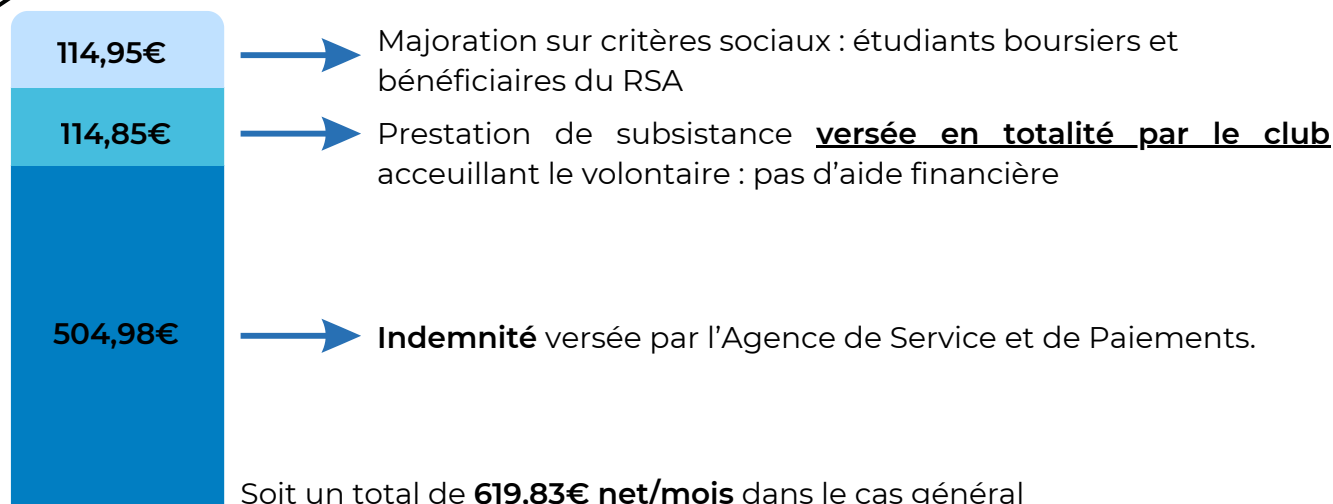 114,95€
Majoration sur critères sociaux : étudiants boursiers et
bénéficiaires du RSA
114,85€
Prestation de subsistance versée en totalité par le club
acceuillant le volontaire : pas d’aide financière
504,98€
Indemnité versée par l’Agence de Service et de Paiements.
Soit un total de 619,83€ net/mois dans le cas général